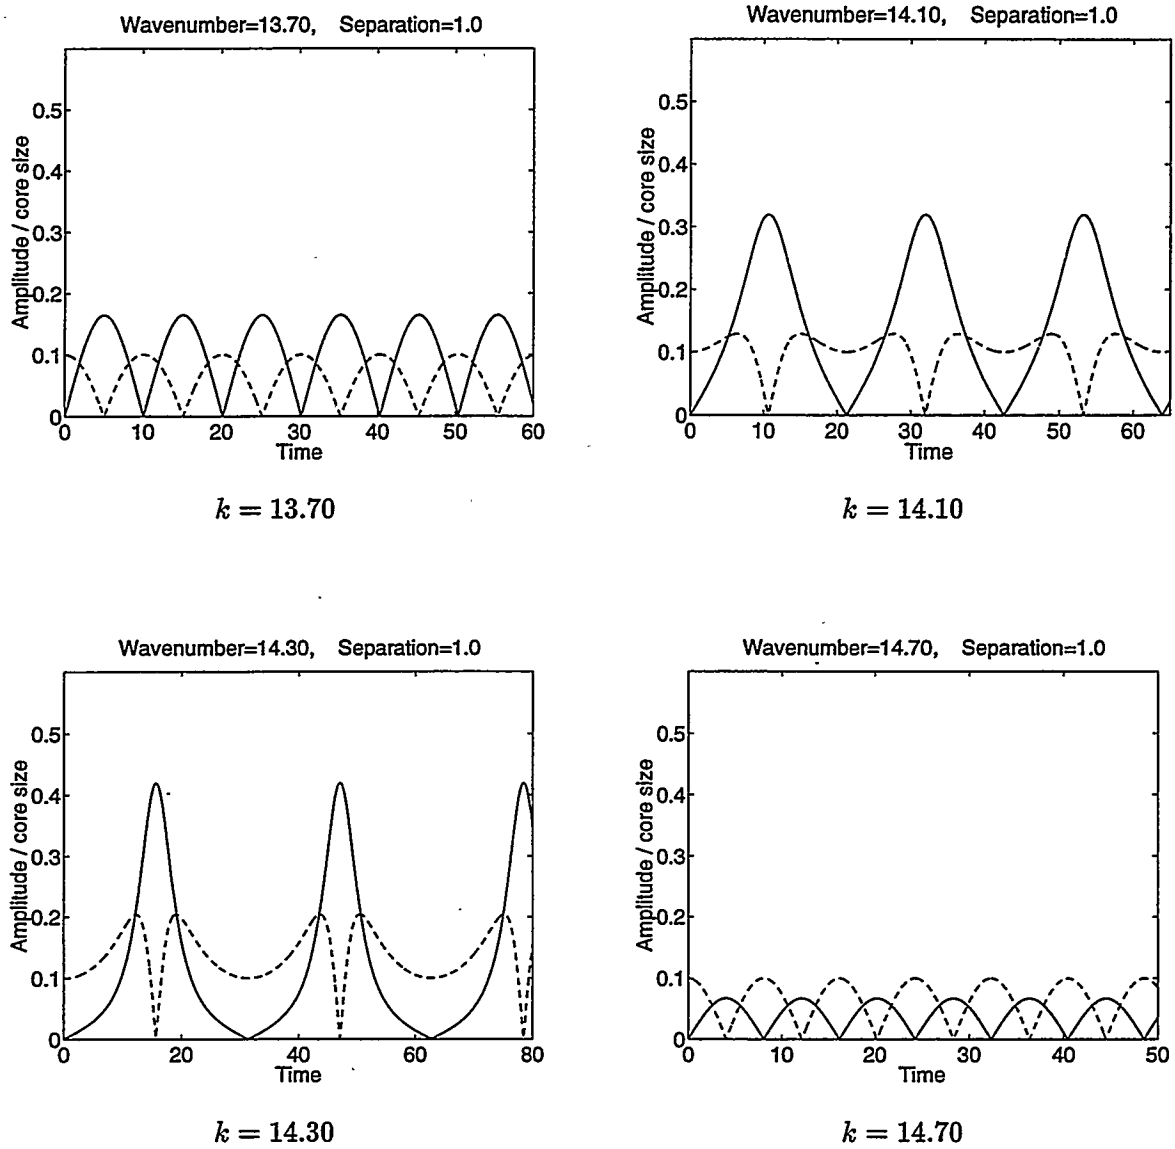 Wavenumber=13.70, Separation=1.0
Amplitude / core size
0.5
0.4
0.3
0.2
0.1
0
0 10 20 30 40 50 60
Time
k = 13.70
Wavenumber=14.10, Separation=1.0
Amplitude / core size
0.5
0.4
0.3
0.2
0.1
0
0 10 20 30 40 50 60
Time
k = 14.10
Wavenumber=14.30, Separation=1.0
Amplitude / core size
0.5
0.4
0.3
0.2
0.1
0
0 20 40 60 80
Time
k = 14.30
Wavenumber=14.70, Separation=1.0
Amplitude / core size
0.5
0.4
0.3
0.2
0.1
0
0 10 20 30 40 50
Time
k = 14.70